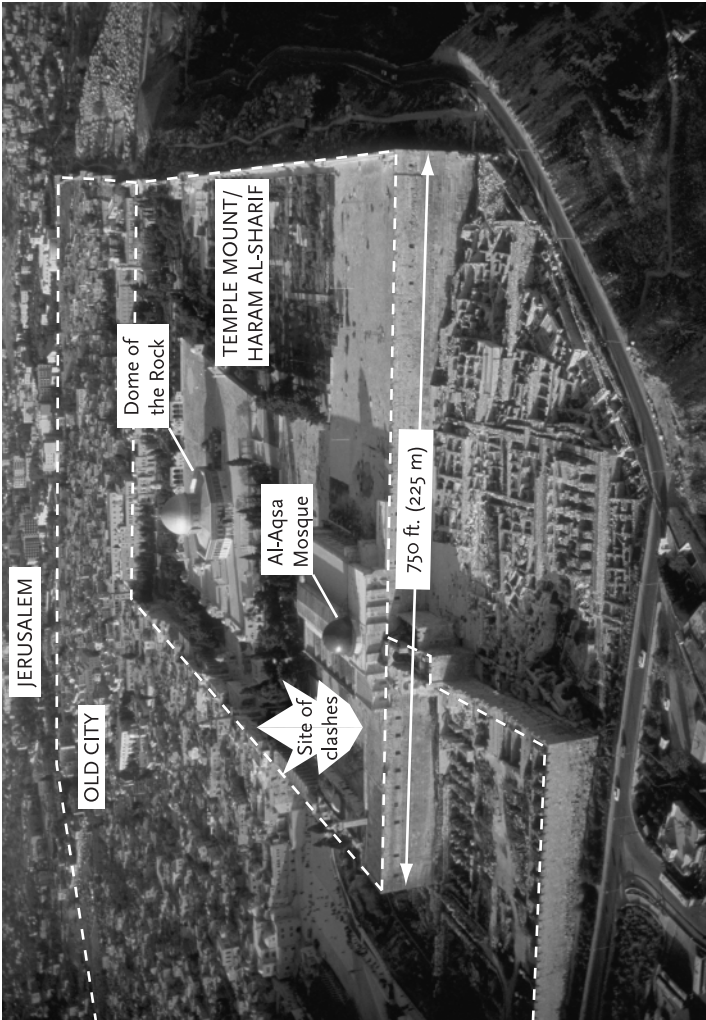 JERUSALEM
OLD CITY
Dome of
the Rock
TEMPLE MOUNT/
HARAM AL-SHARIF
Al-Aqsa
Mosque
Site of
clashes
750 ft. (225 m)